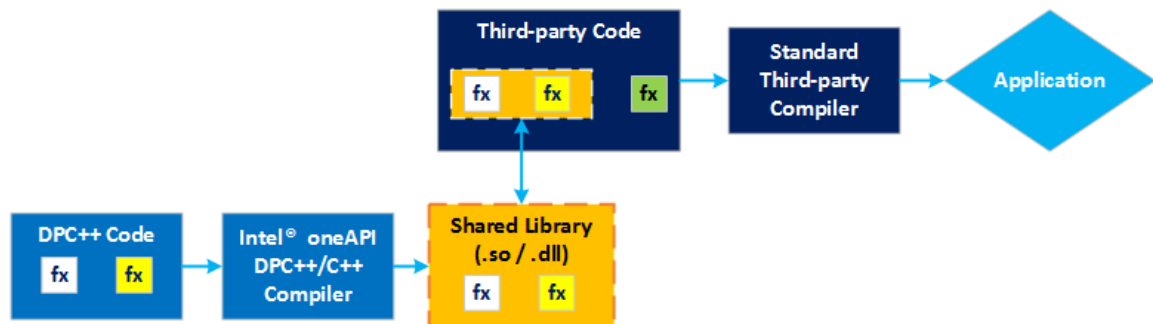 Third-party Code
fx fx fx
Standard
Third-party
Compiler
Application
DPC++ Code
fx fx
Intel® oneAPI
DPC++/C++
Compiler
Shared Library
(.so / .dll)
fx fx